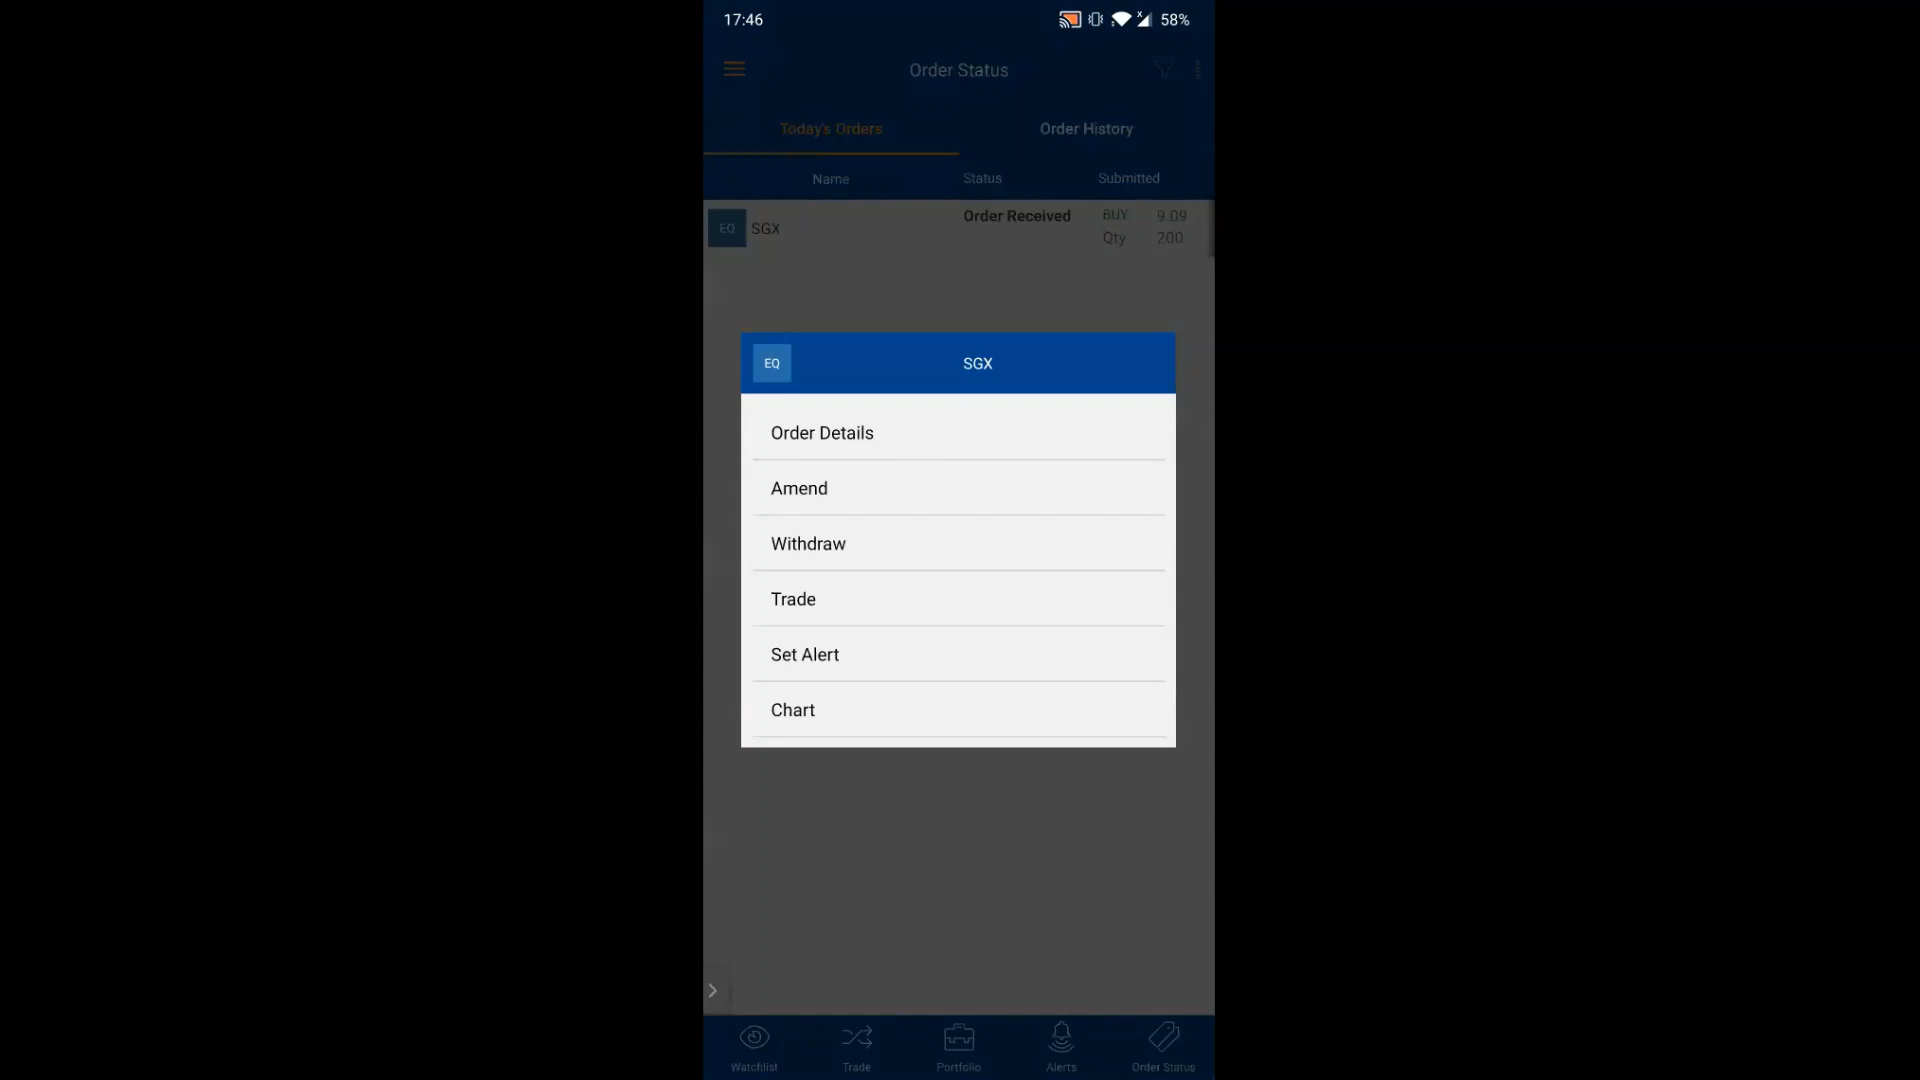 17:46
58%
Order Status
Today's Orders
Order History
Name Status Submitted
EQ SGX Order Received BUY 9.09
Qty 200
EQ SGX
Order Details
Amend
Withdraw
Trade
Set Alert
Chart
Watchlist Trade Portfolio Alerts Order Status